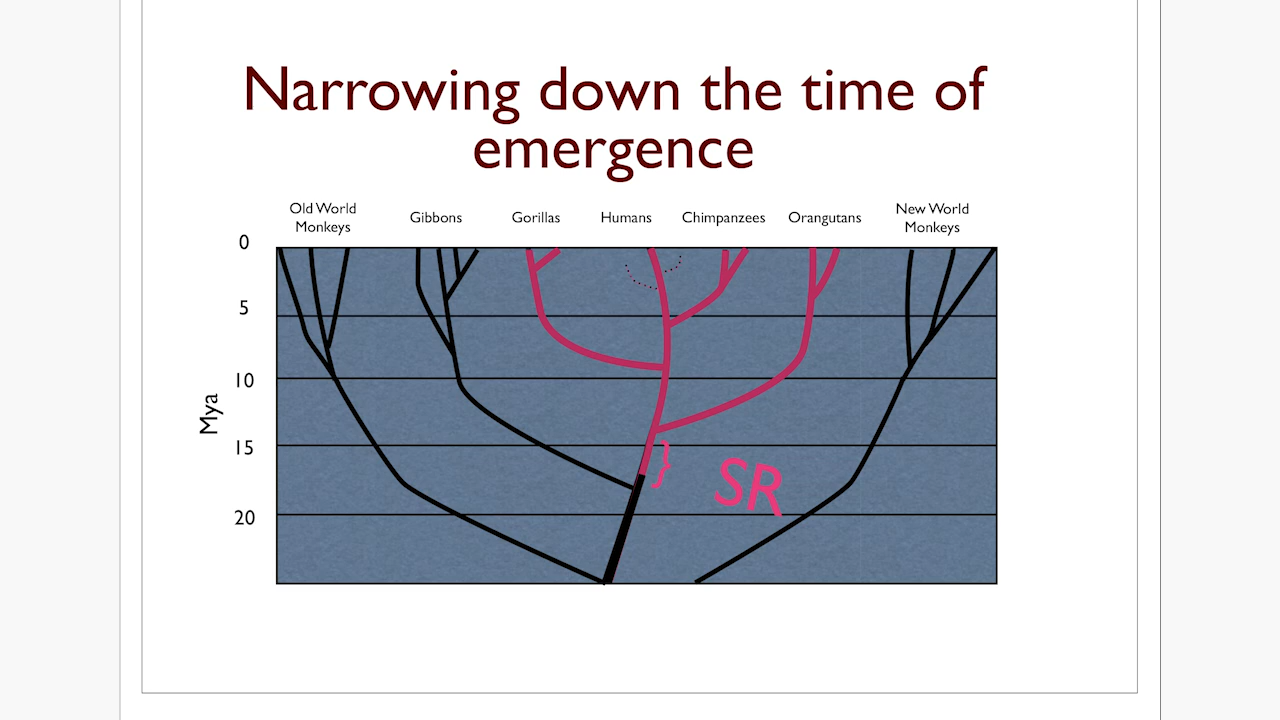 Narrowing down the time of
emergence
Old World
Monkeys
Gibbons
Gorillas
Humans
Chimpanzees
Orangutans
New World
Monkeys
0
5
10
15
20
Mya
} SR